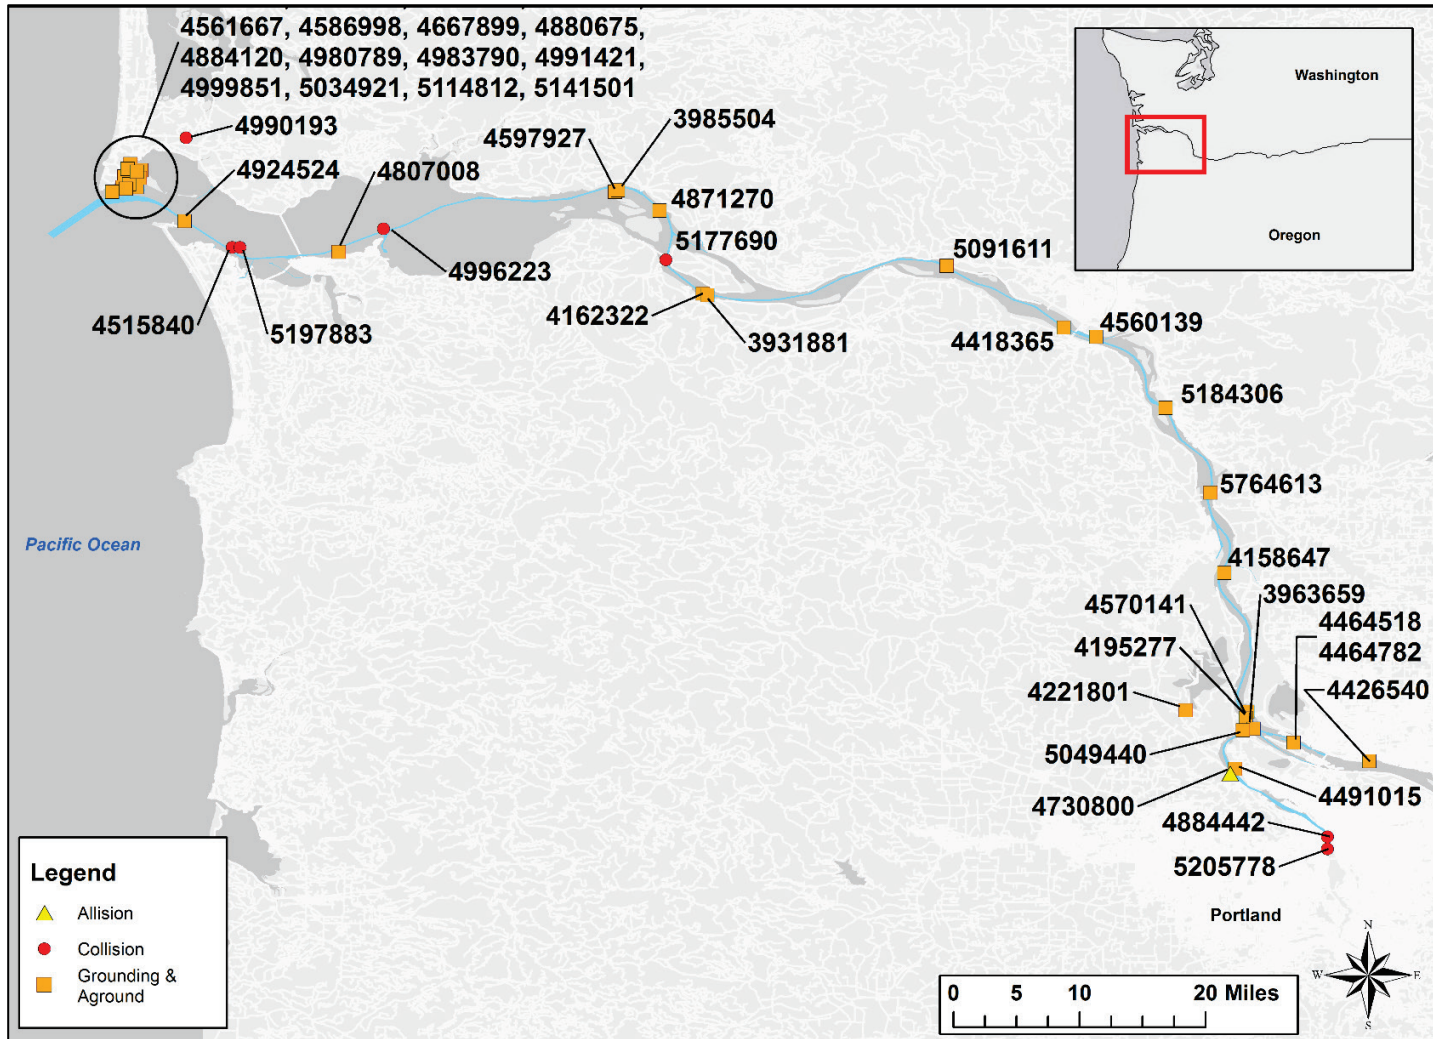 4561667, 4586998, 4667899, 4880675,
4884120, 4980789, 4983790, 4991421,
4999851, 5034921, 5114812, 5141501
4990193
4924524
4807008
4597927
3985504
4871270
5177690
4996223
4515840
5197883
4162322
3931881
5091611
4418365
4560139
5184306
5764613
4158647
4570141
3963659
4195277
4464518
4464782
4221801
4426540
5049440
4730800
4491015
4884442
5205778
Portland
Pacific Ocean
Washington
Oregon
Legend
Allision
Collision
Grounding &
Aground
0 5 10 20 Miles
N
W E
S